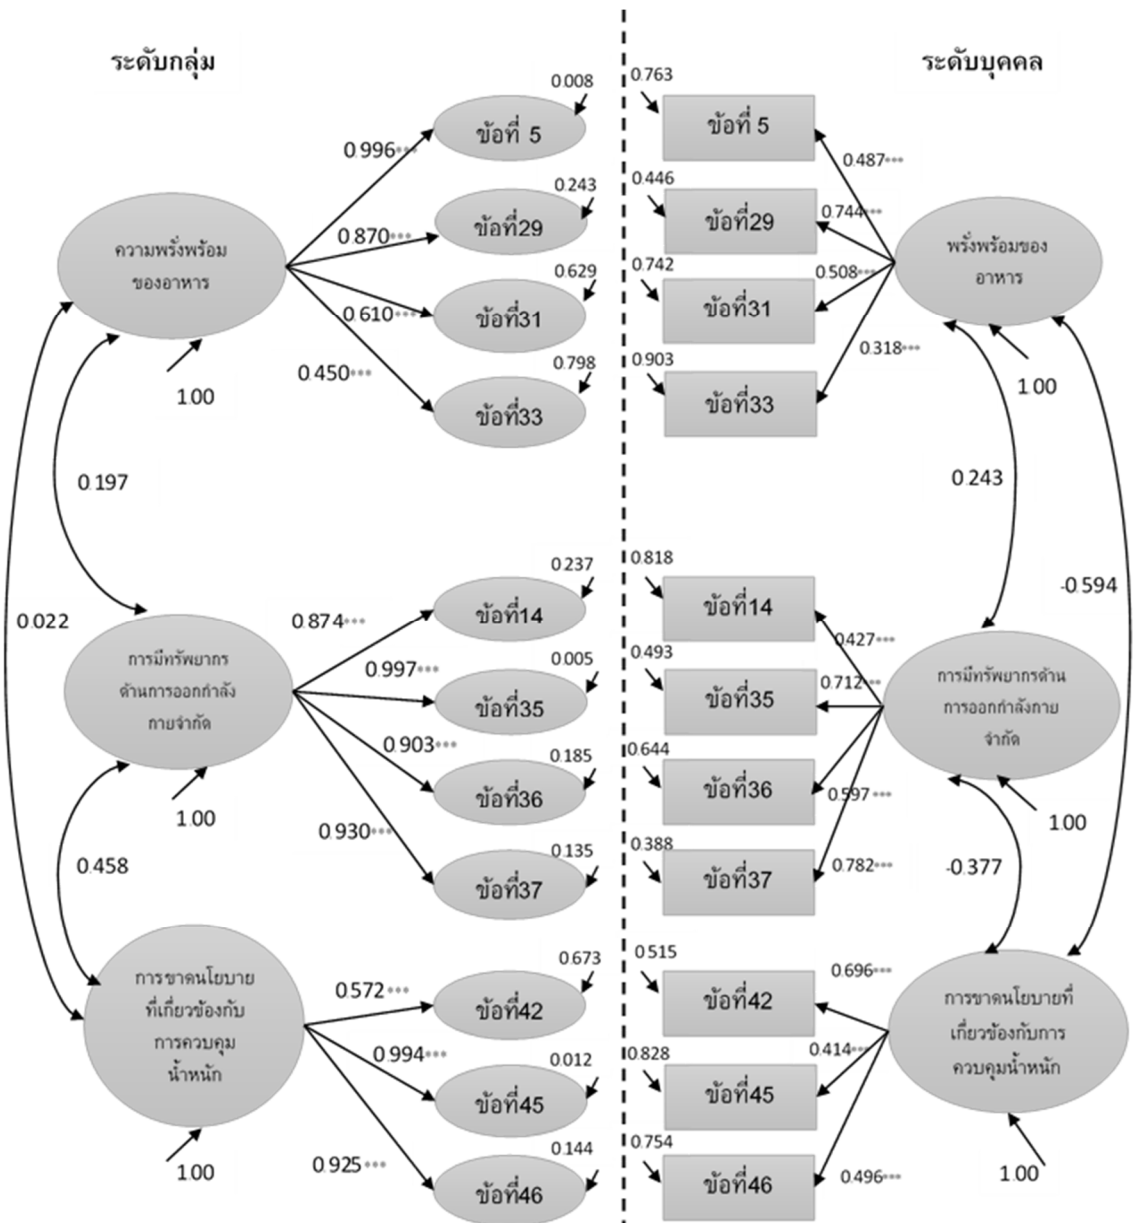 ระดับกลุ่ม
ระดับบุคคล
0.008
0.763
ข้อที่ 5
ข้อที่ 5
0.996***
0.487***
0.243
0.446
ความพรั่งพร้อม
ของอาหาร
0.870***
ข้อที่29
ข้อที่29
0.744***
พรั่งพร้อมของ
อาหาร
0.629
0.742
0.610***
ข้อที่31
ข้อที่31
0.508***
0.798
0.903
0.450***
ข้อที่33
ข้อที่33
0.318***
1.00
1.00
0.197
0.243
0.022
-0.594
0.237
0.818
0.874***
ข้อที่14
ข้อที่14
0.427***
การมีทรัพยากร
ด้านการออกกำลัง
กายจำกัด
0.005
0.493
0.997***
ข้อที่35
ข้อที่35
0.712***
การมีทรัพยากรด้าน
การออกกำลังกาย
จำกัด
0.185
0.644
0.903***
ข้อที่36
ข้อที่36
0.597***
0.135
0.388
0.930***
ข้อที่37
ข้อที่37
0.782***
1.00
1.00
0.458
-0.377
0.673
0.515
0.572***
ข้อที่42
ข้อที่42
0.696***
การขาดนโยบาย
ที่เกี่ยวข้องกับ
การควบคุม
น้ำหนัก
0.012
0.828
0.994***
ข้อที่45
ข้อที่45
0.414***
การขาดนโยบายที่
เกี่ยวข้องกับการ
ควบคุมน้ำหนัก
0.144
0.754
0.925***
ข้อที่46
ข้อที่46
0.496***
1.00
1.00